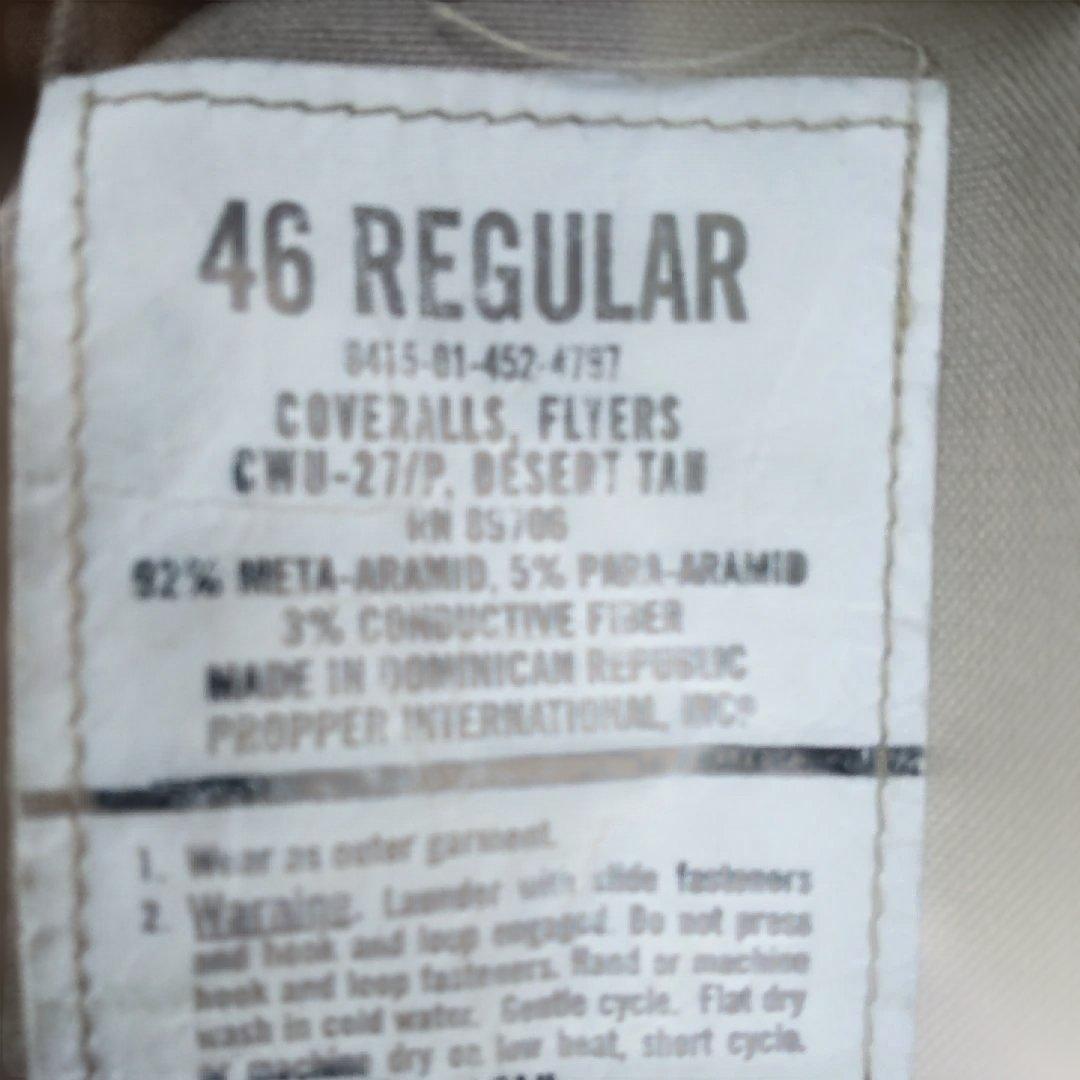 46 REGULAR
8415-01-452-4797
COVERALLS, FLYERS
CWU-27/P, DESERT TAN
RN 85706
92% META-ARAMID, 5% PARA-ARAMID
3% CONDUCTIVE FIBER
MADE IN DOMINICAN REPUBLIC
PROPPER INTERNATIONAL, INC
1. Wear as outer garment.
2. Warning. Launder with slide fasteners
and hook and loop engaged. Do not press
hook and loop fasteners. Hand or machine
wash in cold water. Gentle cycle. Flat dry
or machine dry on low heat, short cycle.